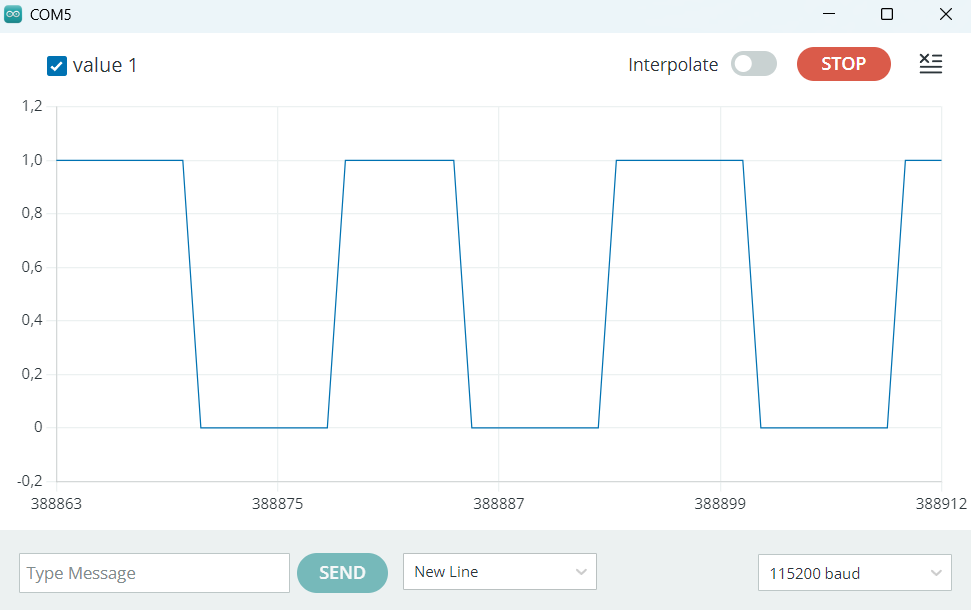 COM5
value 1
Interpolate
STOP
1,2
1,0
0,8
0,6
0,4
0,2
0
-0,2
388863 388875 388887 388899 388912
Type Message
SEND
New Line
115200 baud